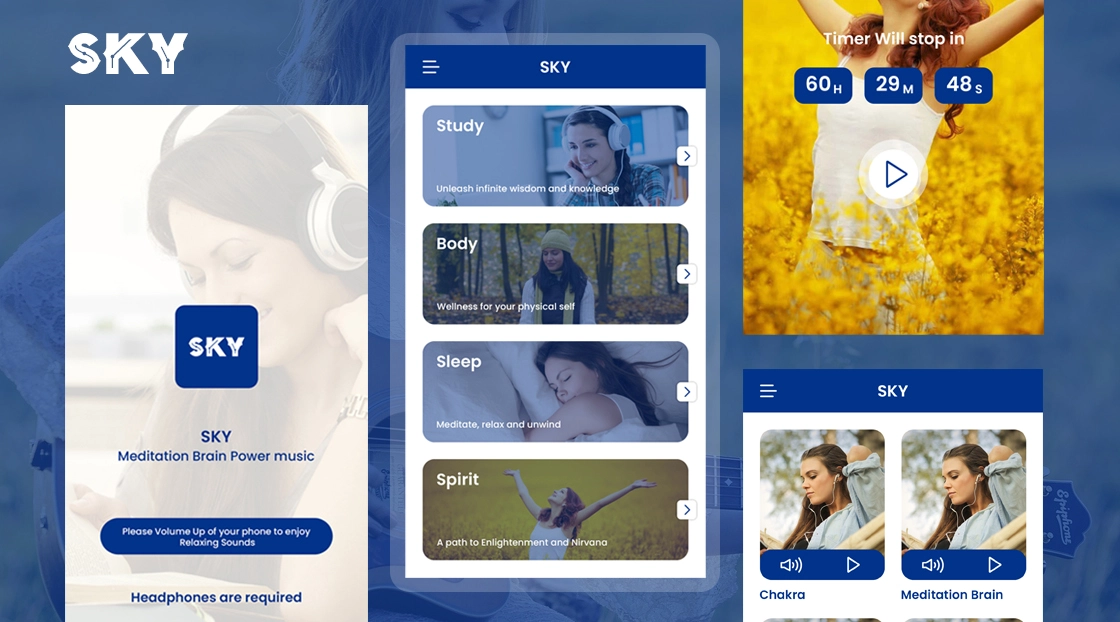 SKY
SKY
SKY
Meditation Brain Power music
Please Volume Up of your phone to enjoy
Relaxing Sounds
Headphones are required
SKY
Study
Unleash infinite wisdom and knowledge
Body
Wellness for your physical self
Sleep
Meditate, relax and unwind
Spirit
A path to Enlightenment and Nirvana
Timer Will stop in
60 H 29 M 48 S
SKY
Chakra
Meditation Brain
Epiphone